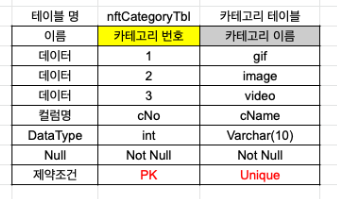 테이블 명 nftCategoryTbl 카테고리 테이블
이름 카테고리 번호 카테고리 이름
데이터 1 gif
데이터 2 image
데이터 3 video
컬럼명 cNo cName
DataType int Varchar(10)
Null Not Null Not Null
제약조건 PK Unique